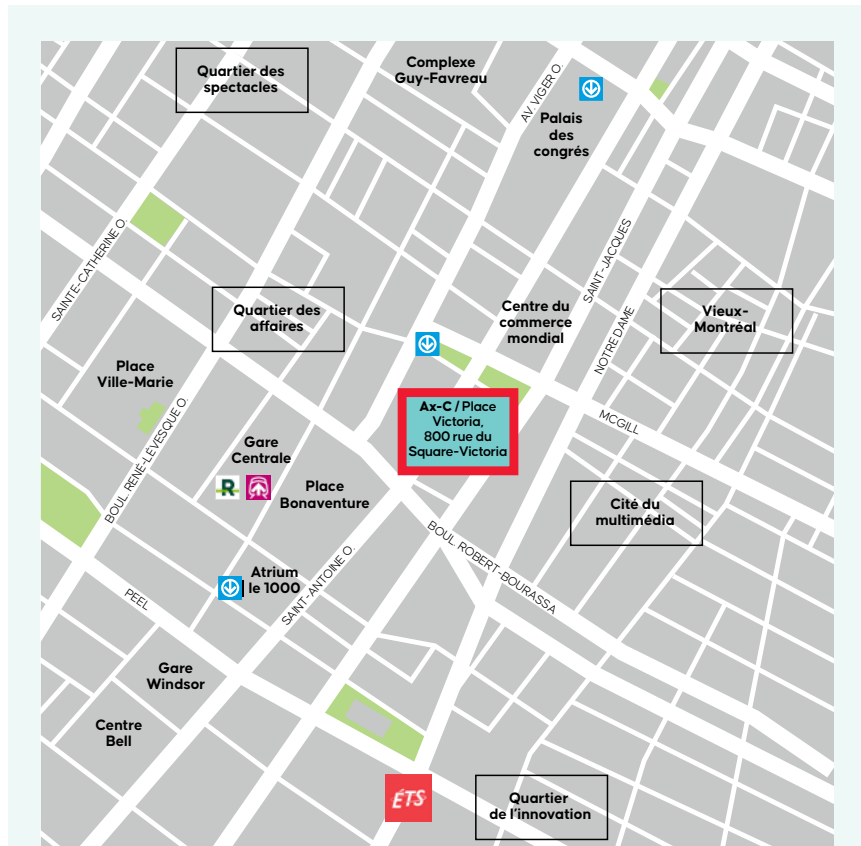 Quartier des
spectacles
Complexe
Guy-Favreau
AV. VIGER O.
Palais
des
congrés
SAINTE-CATHERINE O.
SAINT-JACQUES
Quartier des
affaires
Centre du
commerce
mondial
Vieux-
Montréal
NOTRE DAME
Place
Ville-Marie
BOUL. RENÉ-LÉVESQUE O.
Ax-C / Place
Victoria,
800 rue du
Square-Victoria
MCGILL
Gare
Centrale
R
Place
Bonaventure
Cité du
multimédia
BOUL. ROBERT-BOURASSA
SAINT-ANTOINE O.
Atrium
le 1000
PEEL
Gare
Windsor
Centre
Bell
ÉTS
Quartier
de l'innovation